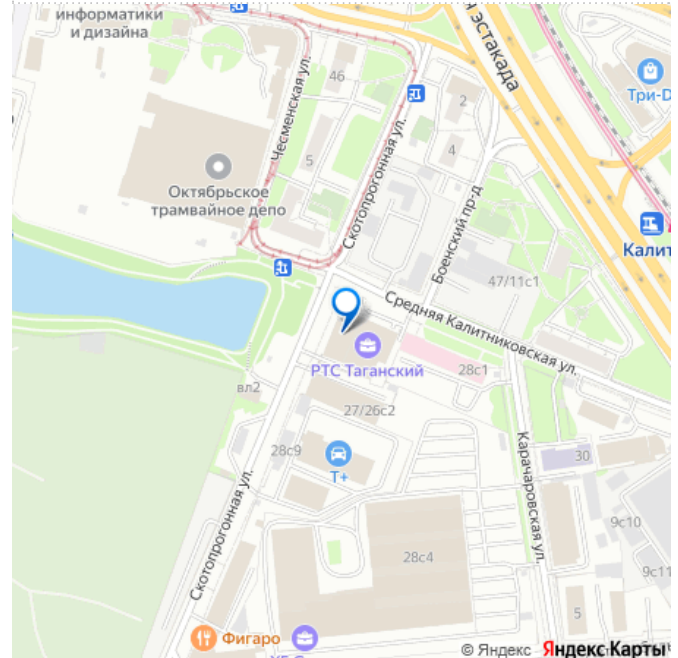 информатики
и дизайна
я эстакада
Чесменская ул.
46
2
Три-D
5
4
Скотопрогонная ул.
Октябрьское
трамвайное депо
Боенский пр-д
Калит
47/11с1
Средняя Калитниковская ул.
РТС Таганский
28с1
вл2
27/26с2
28с9
Т+
Карачаровская ул.
30
Скотопрогонная ул.
9с10
28с4
9с11
5
Фигаро
© Яндекс Яндекс Карты